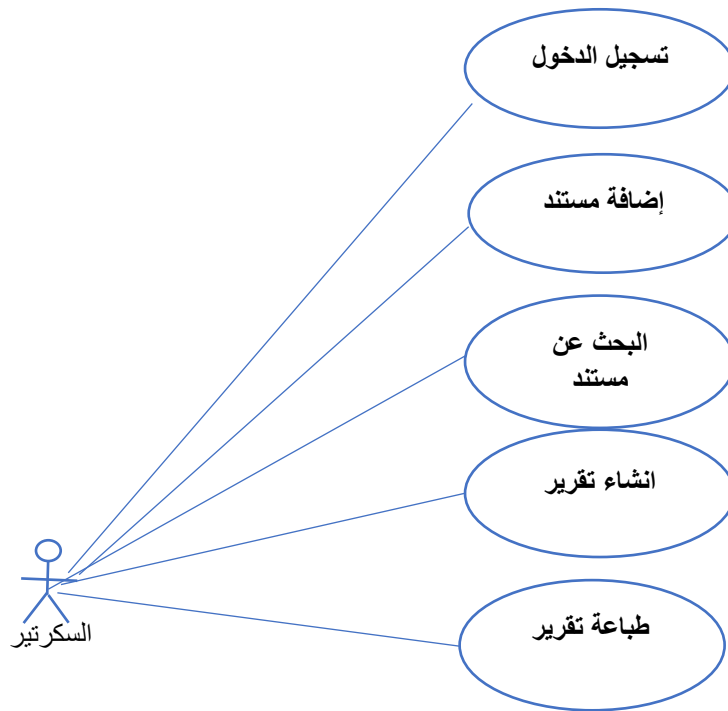 تسجيل الدخول
إضافة مستند
البحث عن
مستند
انشاء تقرير
طباعة تقرير
السكرتير